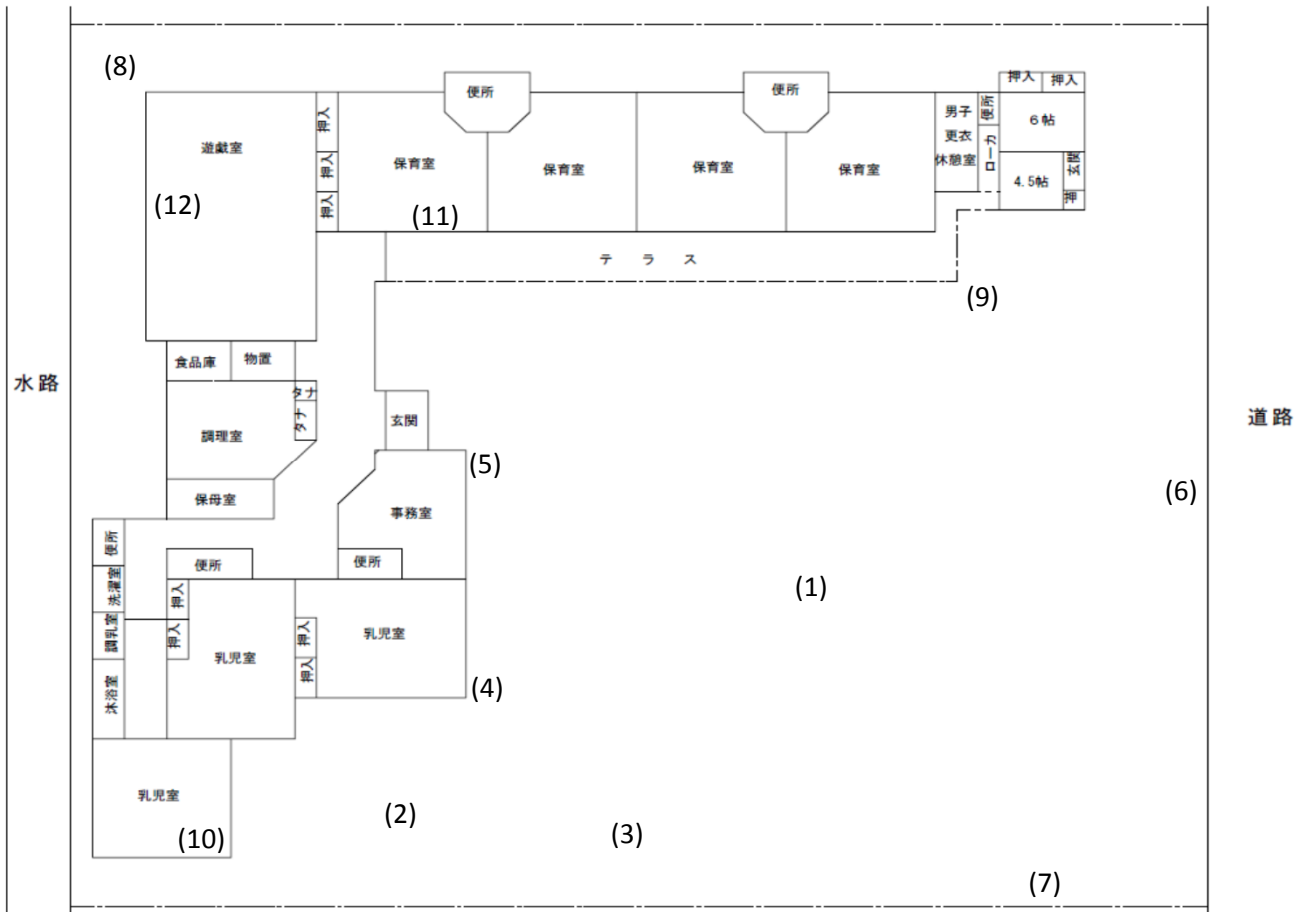 (8)
便所
便所
押入
押入
押入
遊戯室
保育室
保育室
保育室
保育室
男子
更衣
休憩室
便所
ローカ
6帖
4.5帖
玄関
押
押入
押入
(12)
(11)
テラス
(9)
食品庫
物置
タナ
タナ
調理室
玄関
水路
道路
(5)
(6)
保母室
事務室
便所
便所
便所
洗濯室
調乳室
沐浴室
押入
押入
乳児室
押入
押入
乳児室
(1)
(4)
乳児室
(10)
(2)
(3)
(7)